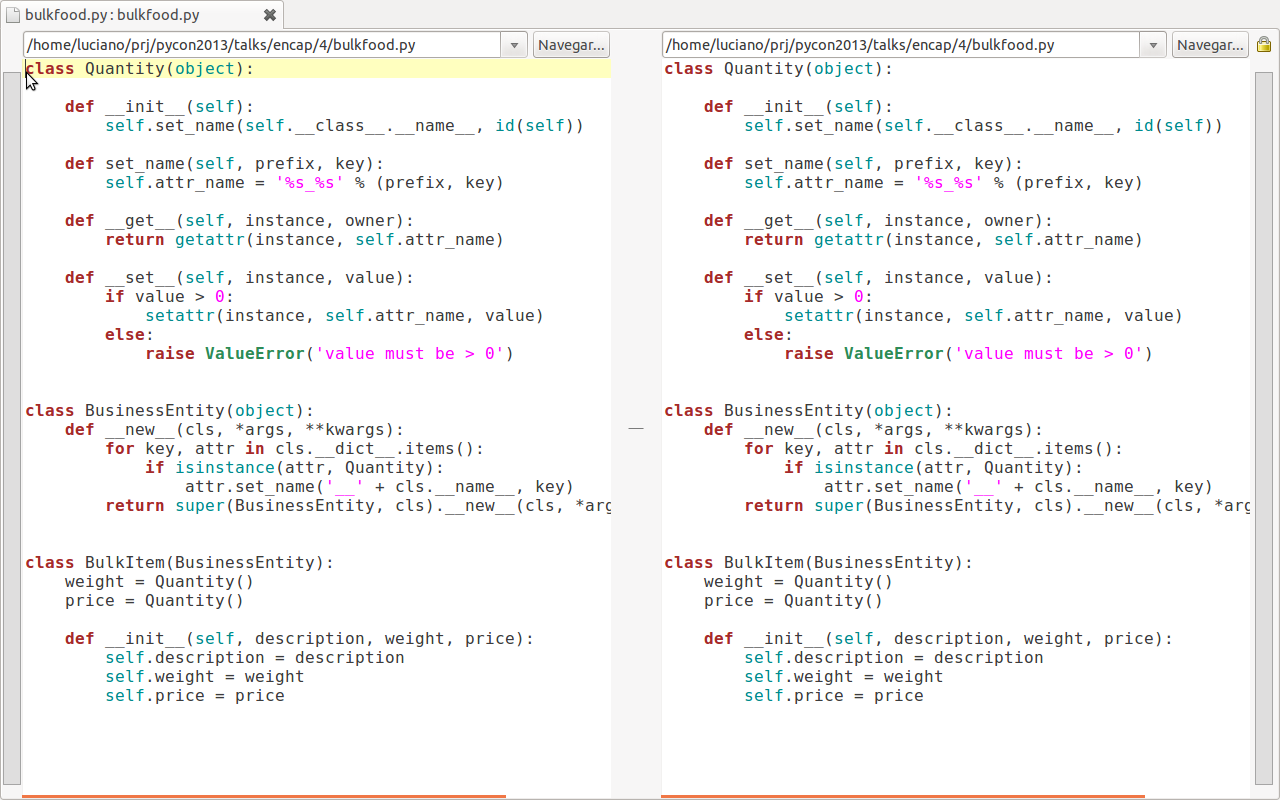 bulkfood.py : bulkfood.py
/home/luciano/prj/pycon2013/talks/encap/4/bulkfood.py
Navegar...
class Quantity(object):
    def __init__(self):
        self.set_name(self.__class__.__name__, id(self))
    def set_name(self, prefix, key):
        self.attr_name = '%s_%s' % (prefix, key)
    def __get__(self, instance, owner):
        return getattr(instance, self.attr_name)
    def __set__(self, instance, value):
        if value > 0:
            setattr(instance, self.attr_name, value)
        else:
            raise ValueError('value must be > 0')
class BusinessEntity(object):
    def __new__(cls, *args, **kwargs):
        for key, attr in cls.__dict__.items():
            if isinstance(attr, Quantity):
                attr.set_name('__' + cls.__name__, key)
        return super(BusinessEntity, cls).__new__(cls, *arg
class BulkItem(BusinessEntity):
    weight = Quantity()
    price = Quantity()
    def __init__(self, description, weight, price):
        self.description = description
        self.weight = weight
        self.price = price
/home/luciano/prj/pycon2013/talks/encap/4/bulkfood.py
Navegar...
class Quantity(object):
    def __init__(self):
        self.set_name(self.__class__.__name__, id(self))
    def set_name(self, prefix, key):
        self.attr_name = '%s_%s' % (prefix, key)
    def __get__(self, instance, owner):
        return getattr(instance, self.attr_name)
    def __set__(self, instance, value):
        if value > 0:
            setattr(instance, self.attr_name, value)
        else:
            raise ValueError('value must be > 0')
class BusinessEntity(object):
    def __new__(cls, *args, **kwargs):
        for key, attr in cls.__dict__.items():
            if isinstance(attr, Quantity):
                attr.set_name('__' + cls.__name__, key)
        return super(BusinessEntity, cls).__new__(cls, *arg
class BulkItem(BusinessEntity):
    weight = Quantity()
    price = Quantity()
    def __init__(self, description, weight, price):
        self.description = description
        self.weight = weight
        self.price = price